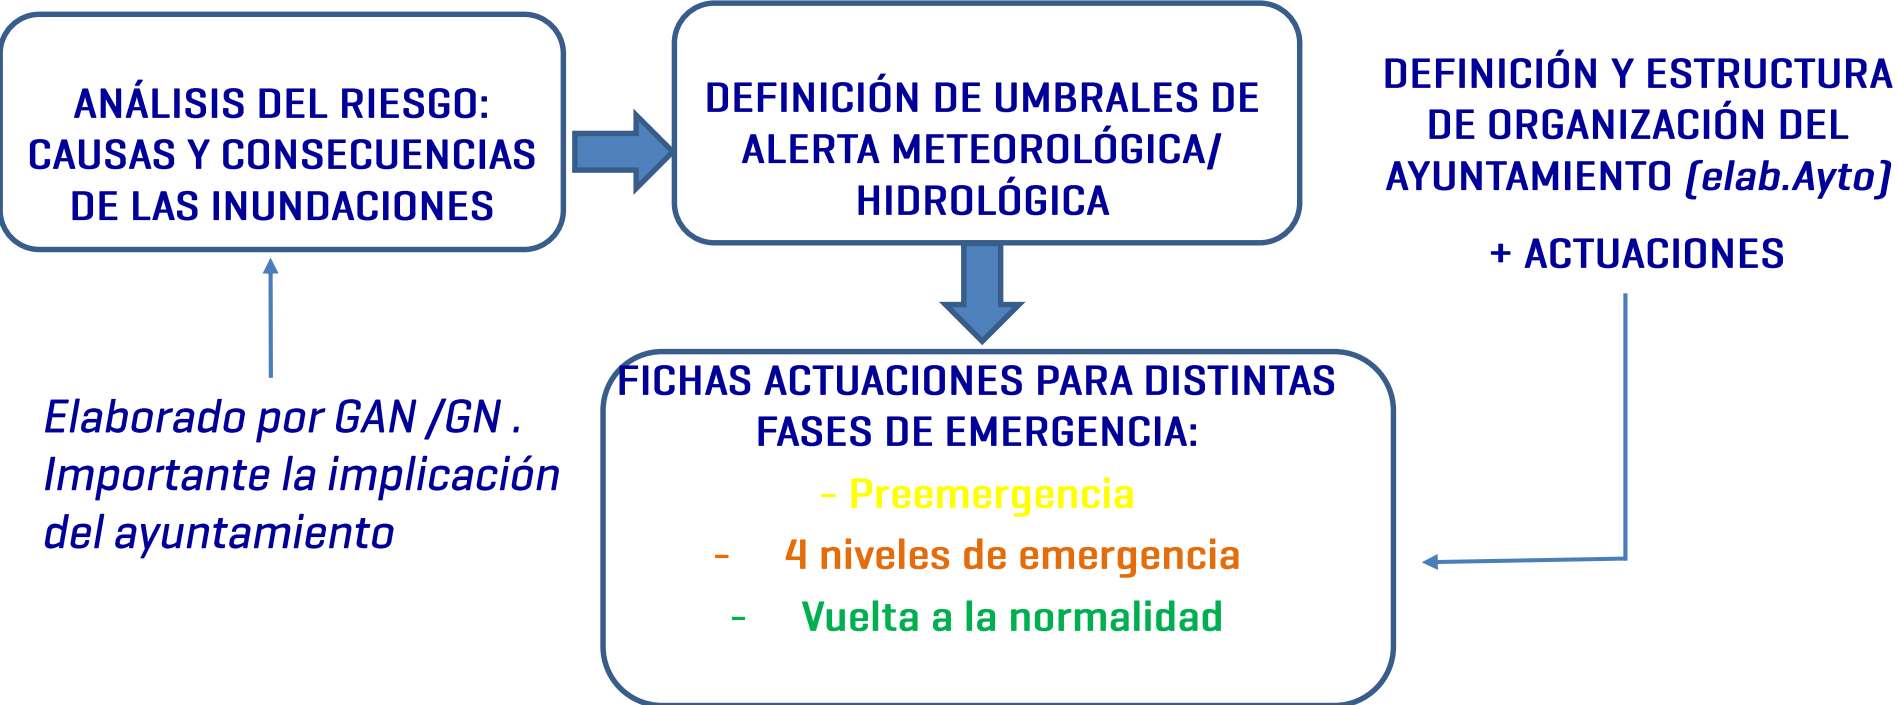 ANÁLISIS DEL RIESGO:
CAUSAS Y CONSECUENCIAS
DE LAS INUNDACIONES
DEFINICIÓN DE UMBRALES DE
ALERTA METEOROLÓGICA/
HIDROLÓGICA
DEFINICIÓN Y ESTRUCTURA
DE ORGANIZACIÓN DEL
AYUNTAMIENTO (elab.Ayto)
+ ACTUACIONES
Elaborado por GAN /GN .
Importante la implicación
del ayuntamiento
FICHAS ACTUACIONES PARA DISTINTAS
FASES DE EMERGENCIA:
- Preemergencia
- 4 niveles de emergencia
- Vuelta a la normalidad